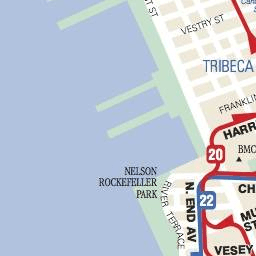 VESTRY ST
TRIBECA
FRANKLIN
HARR
20
BMC
NELSON
ROCKEFELLER
PARK
CH
22
N. END AV
RIVER TERRACE
MU
ST
VESEY